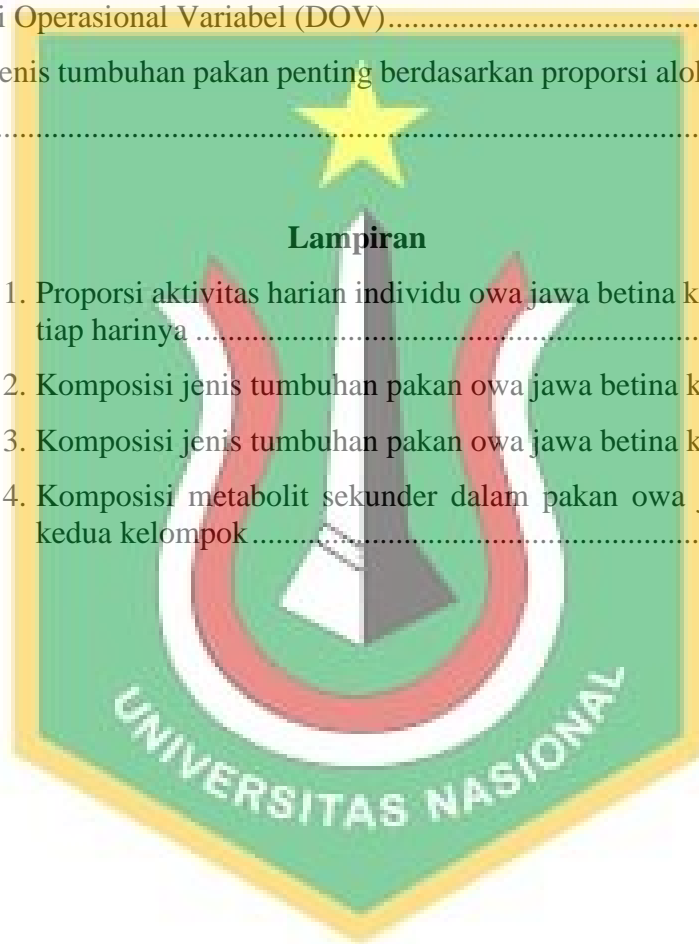 i Operasional Variabel (DOV)................................................
enis tumbuhan pakan penting berdasarkan proporsi alo
................................................................................
Lampiran
1. Proporsi aktivitas harian individu owa jawa betina k
tiap harinya ................................................................
2. Komposisi jenis tumbuhan pakan owa jawa betina k
3. Komposisi jenis tumbuhan pakan owa jawa betina k
4. Komposisi metabolit sekunder dalam pakan owa j
kedua kelompok ................................................................
UNIVERSITAS NASIONAL